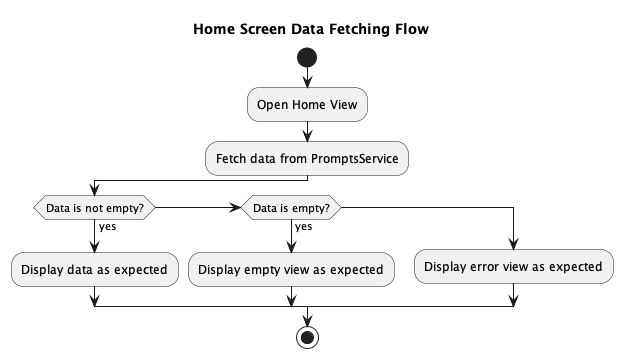 Home Screen Data Fetching Flow
Open Home View
Fetch data from PromptsService
Data is not empty?
Data is empty?
yes
yes
Display data as expected
Display empty view as expected
Display error view as expected